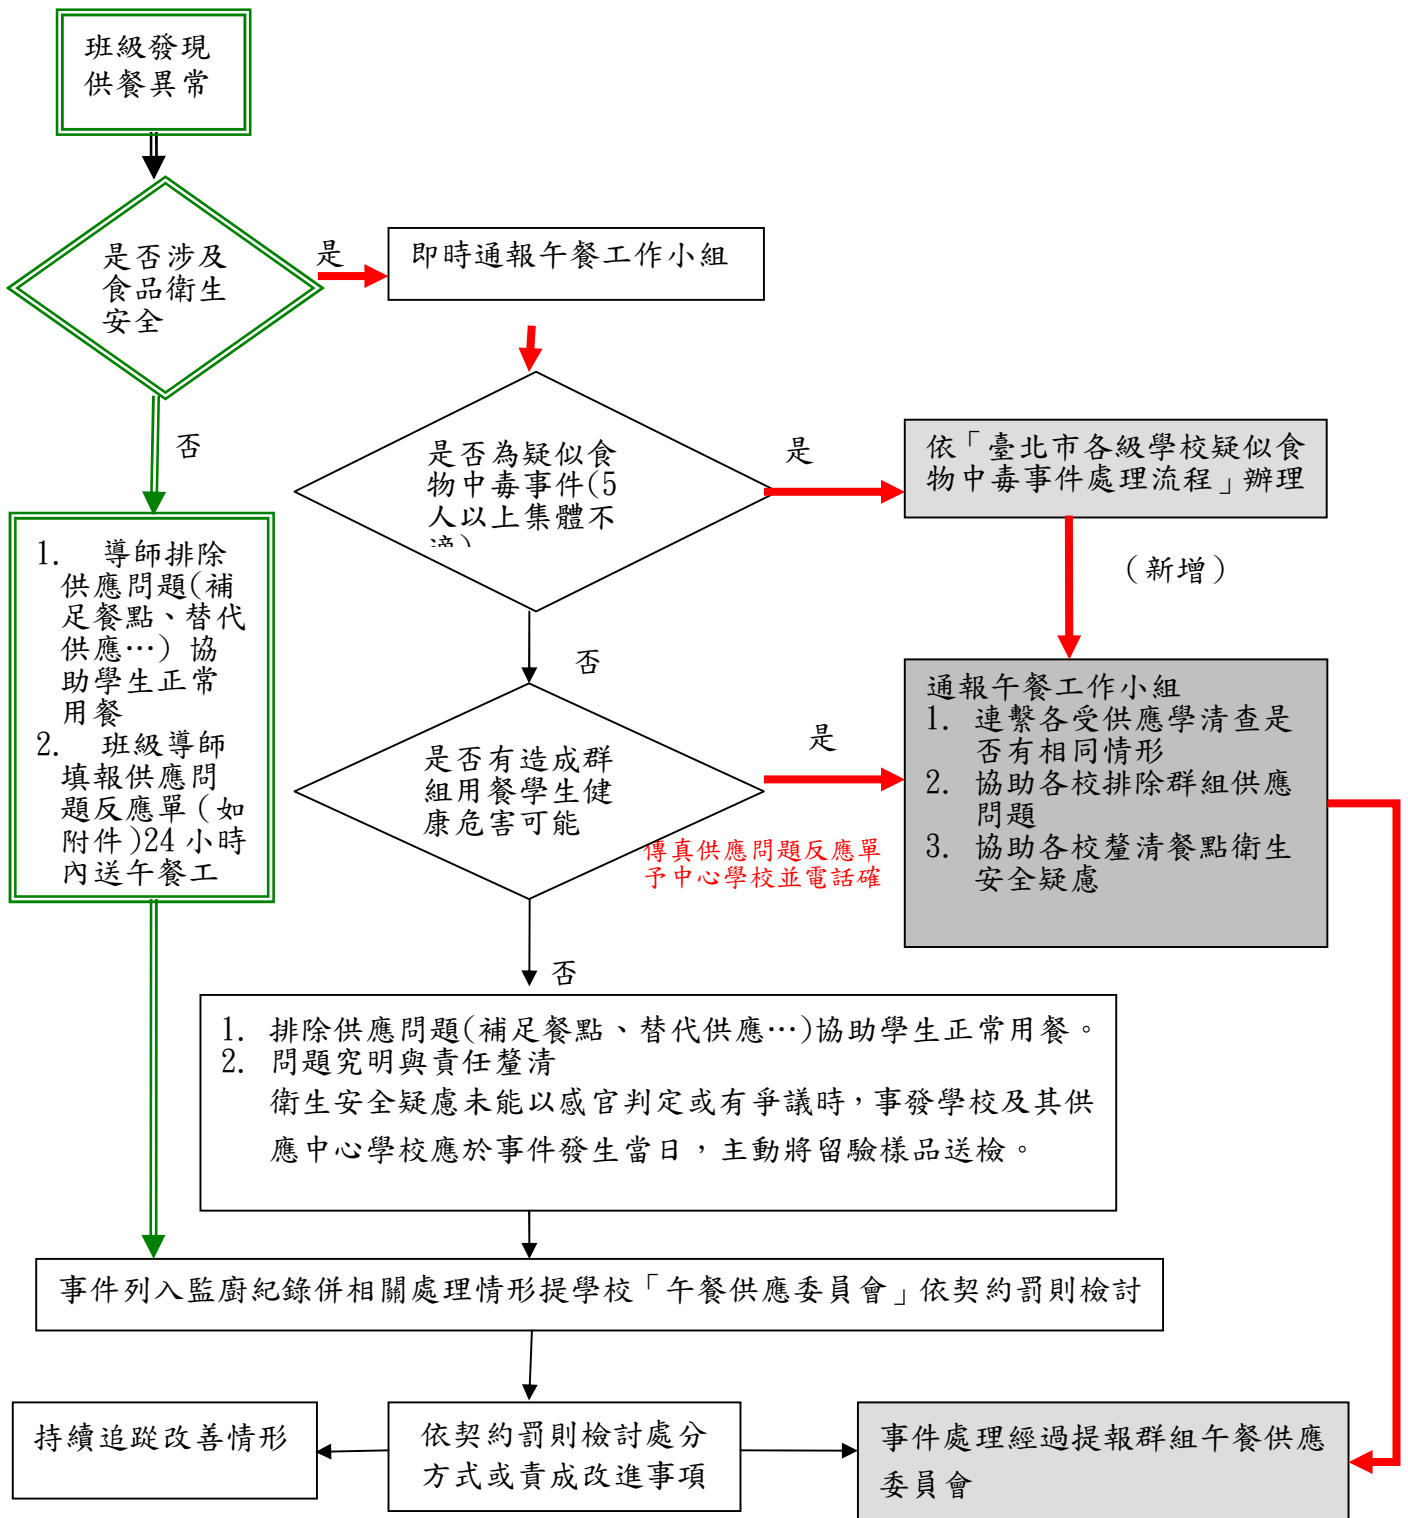 班級發現
供餐異常
是否涉及
食品衛生
安全
是
即時通報午餐工作小組
否
是否為疑似食
物中毒事件(5
人以上集體不
是
依「臺北市各級學校疑似食
物中毒事件處理流程」辦理
（新增）
1. 導師排除
供應問題(補
足餐點、替代
供應…) 協
助學生正常
用餐
2. 班級導師
填報供應問
題反應單（如
附件)24小時
內送午餐工
否
是否有造成群
組用餐學生健
康危害可能
是
傳真供應問題反應單
予中心學校並電話確
通報午餐工作小組
1. 連繫各受供應學清查是
否有相同情形
2. 協助各校排除群組供應
問題
3. 協助各校釐清餐點衛生
安全疑慮
否
1. 排除供應問題(補足餐點、替代供應…)協助學生正常用餐。
2. 問題究明與責任釐清
衛生安全疑慮未能以感官判定或有爭議時，事發學校及其供
應中心學校應於事件發生當日，主動將留驗樣品送檢。
事件列入監廚紀錄併相關處理情形提學校「午餐供應委員會」依契約罰則檢討
持續追蹤改善情形
依契約罰則檢討處分
方式或責成改進事項
事件處理經過提報群組午餐供應
委員會